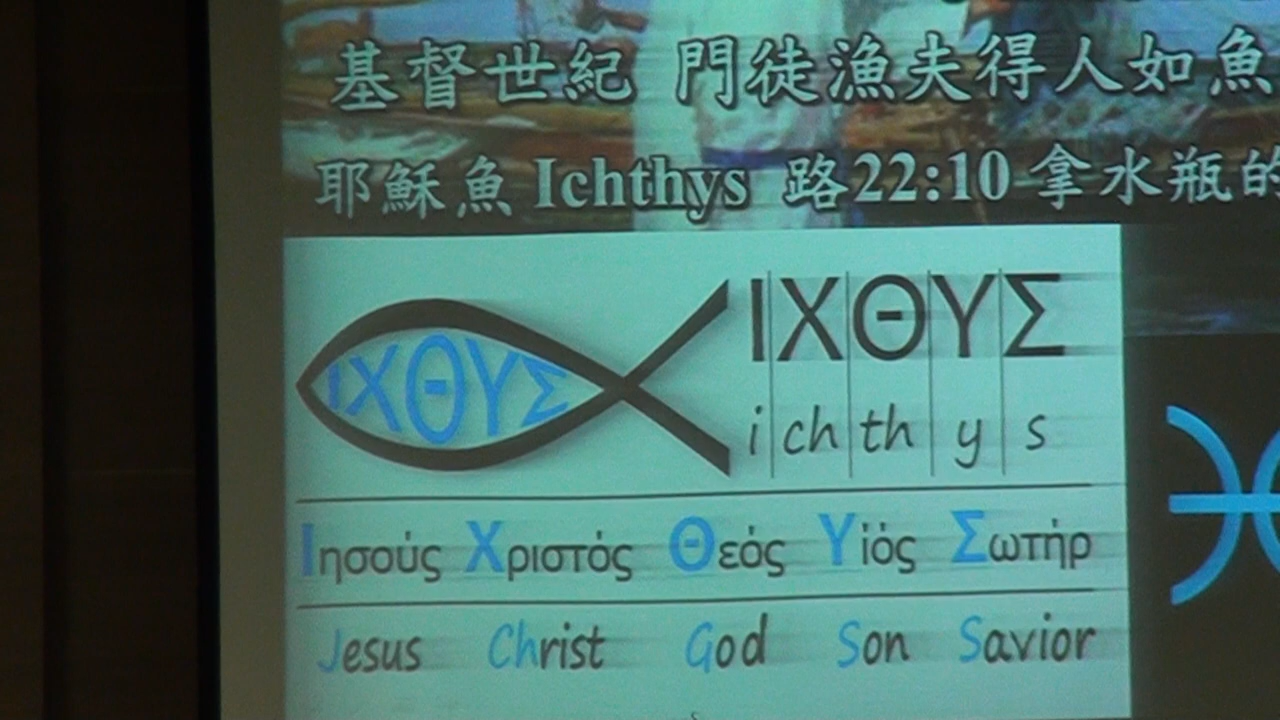 基督世紀 門徒漁夫得人如魚
耶穌魚 Ichthys 路22:10 拿水瓶的
ΙΧΘΥΣ
ΙΧΘΥΣ
i ch th y s
Ιησούς Χριστός Θεός Υἱός Σωτήρ
Jesus Christ God Son Savior